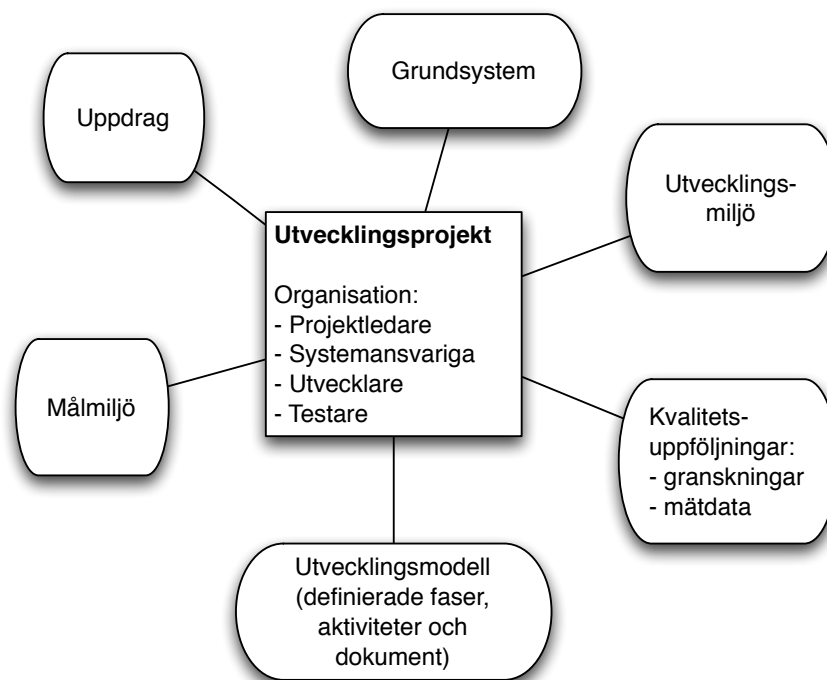 Grundsystem
Uppdrag
Utvecklings-
miljö
Utvecklingsprojekt
Organisation:
- Projektledare
- Systemansvariga
- Utvecklare
- Testare
Målmiljö
Kvalitets-
uppföljningar:
- granskningar
- mätdata
Utvecklingsmodell
(definierade faser,
aktiviteter och
dokument)